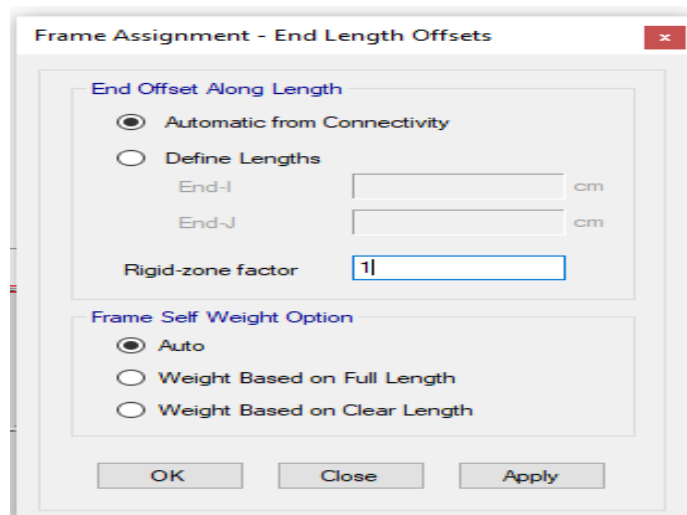 Frame Assignment - End Length Offsets
End Offset Along Length
Automatic from Connectivity
Define Lengths
End-I cm
End-J cm
Rigid-zone factor 1
Frame Self Weight Option
Auto
Weight Based on Full Length
Weight Based on Clear Length
OK Close Apply